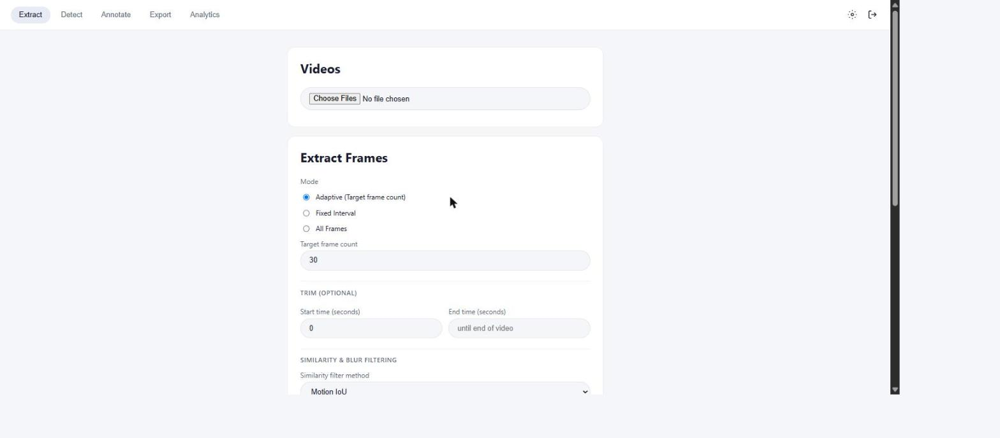 Extract Detect Annotate Export Analytics
Videos
Choose Files No file chosen
Extract Frames
Mode
Adaptive (Target frame count)
Fixed Interval
All Frames
Target frame count
30
TRIM (OPTIONAL)
Start time (seconds) End time (seconds)
0 until end of video
SIMILARITY & BLUR FILTERING
Similarity filter method
Motion IoU